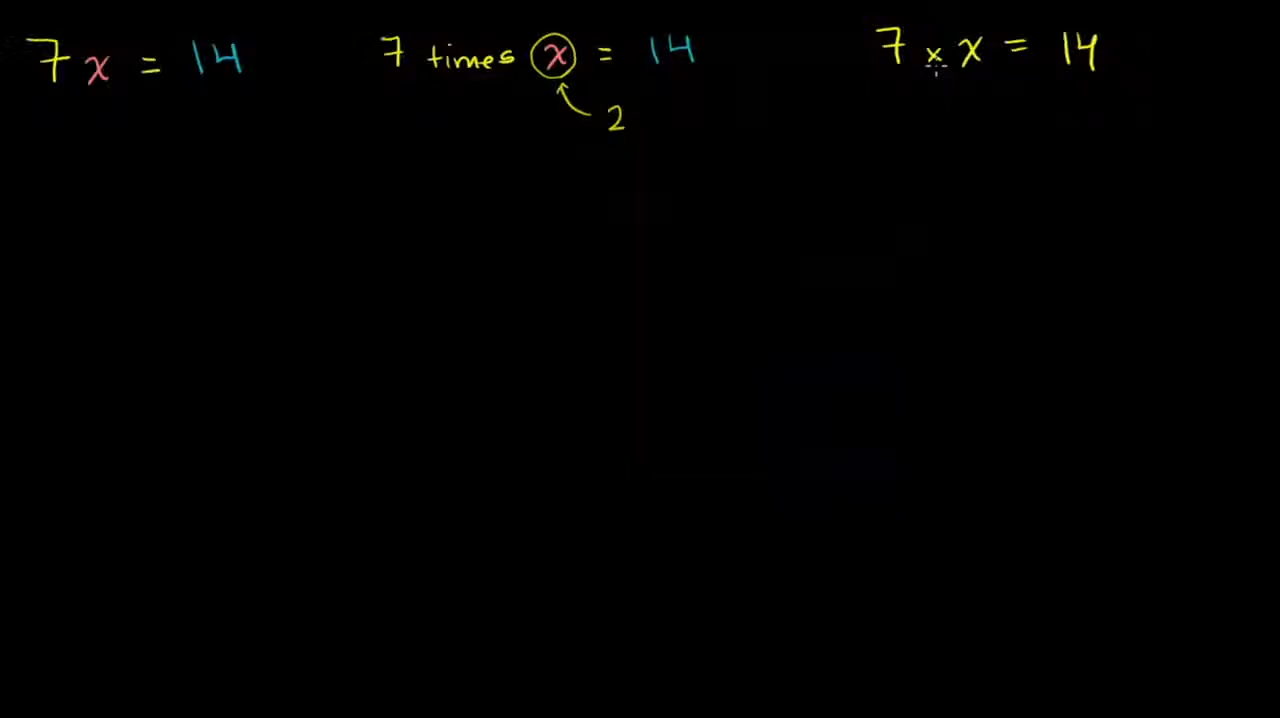 7x = 14 7 times x = 14 7 × x = 14
2